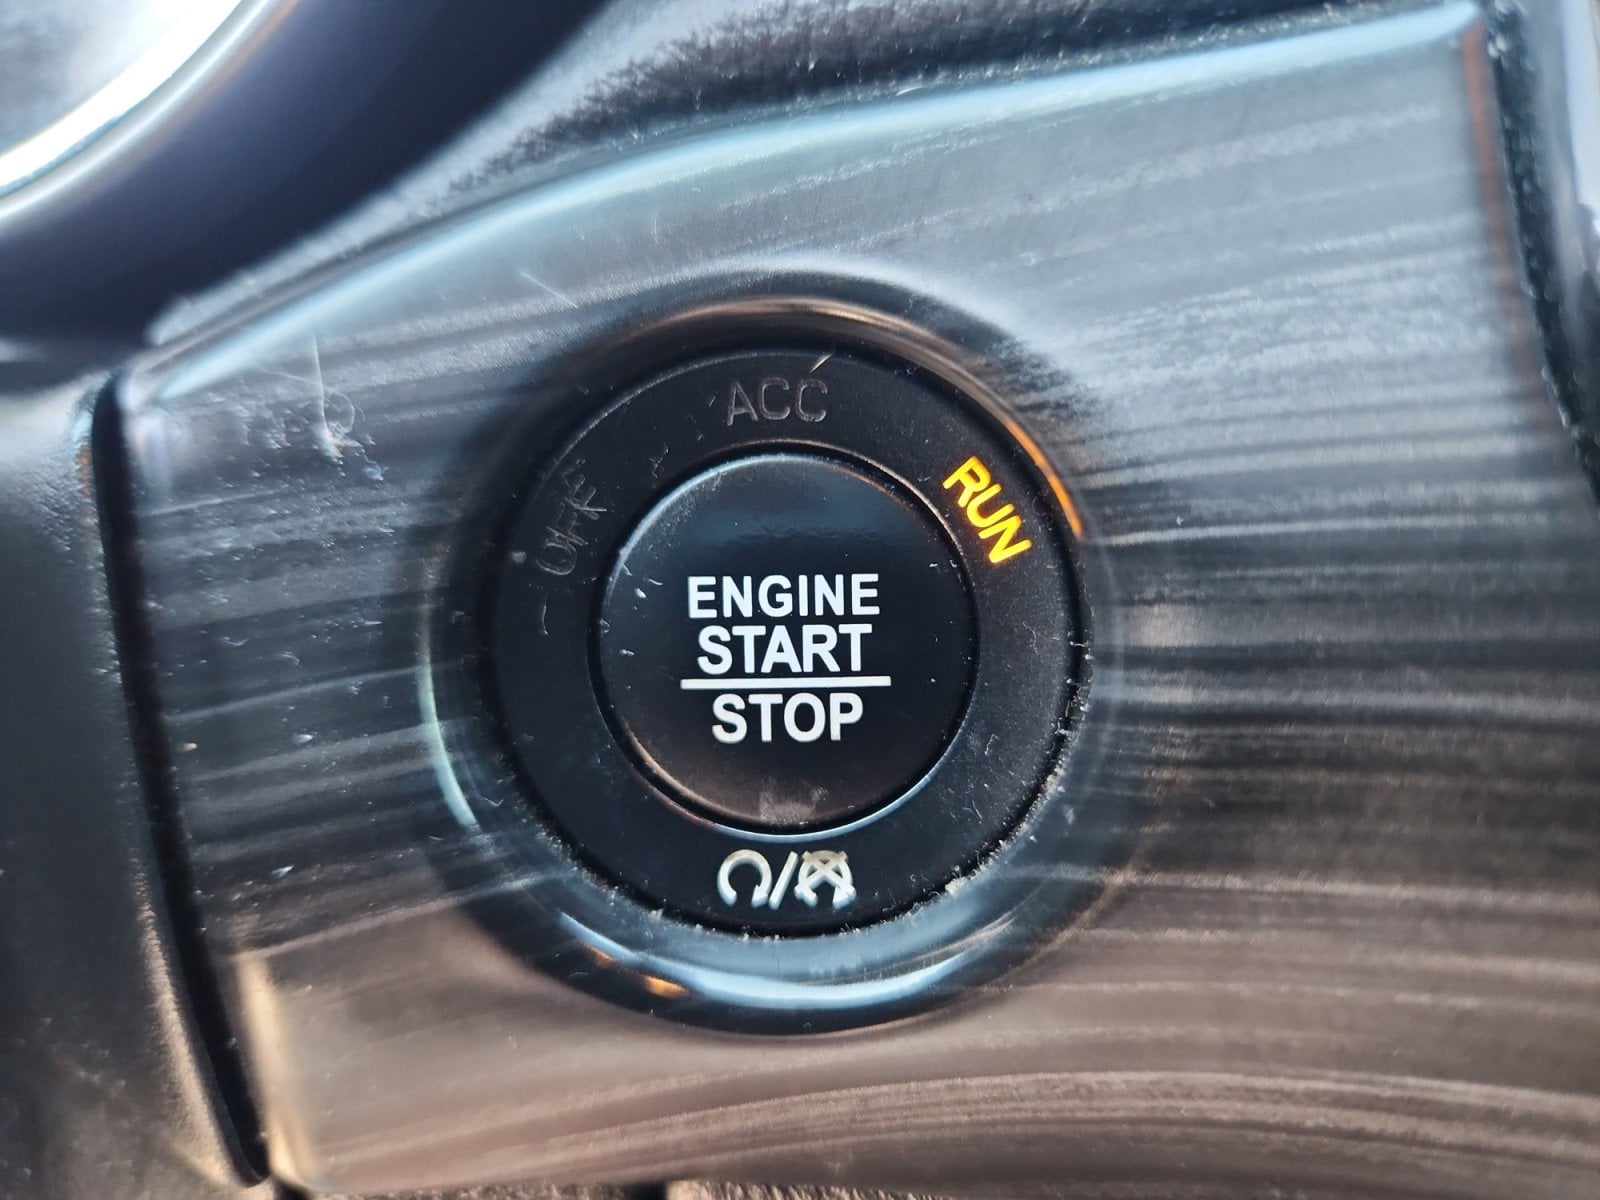 ACC
OFF
RUN
ENGINE
START
STOP